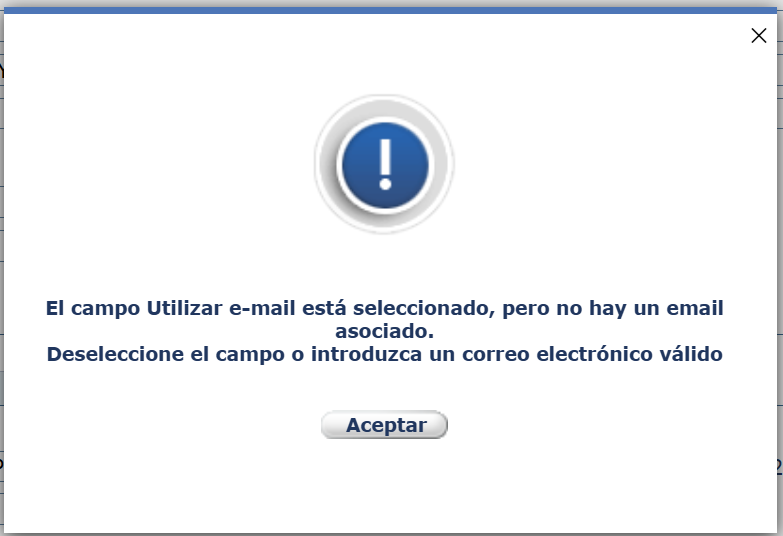 El campo Utilizar e-mail está seleccionado, pero no hay un email
asociado.
Deseleccione el campo o introduzca un correo electrónico válido
Aceptar